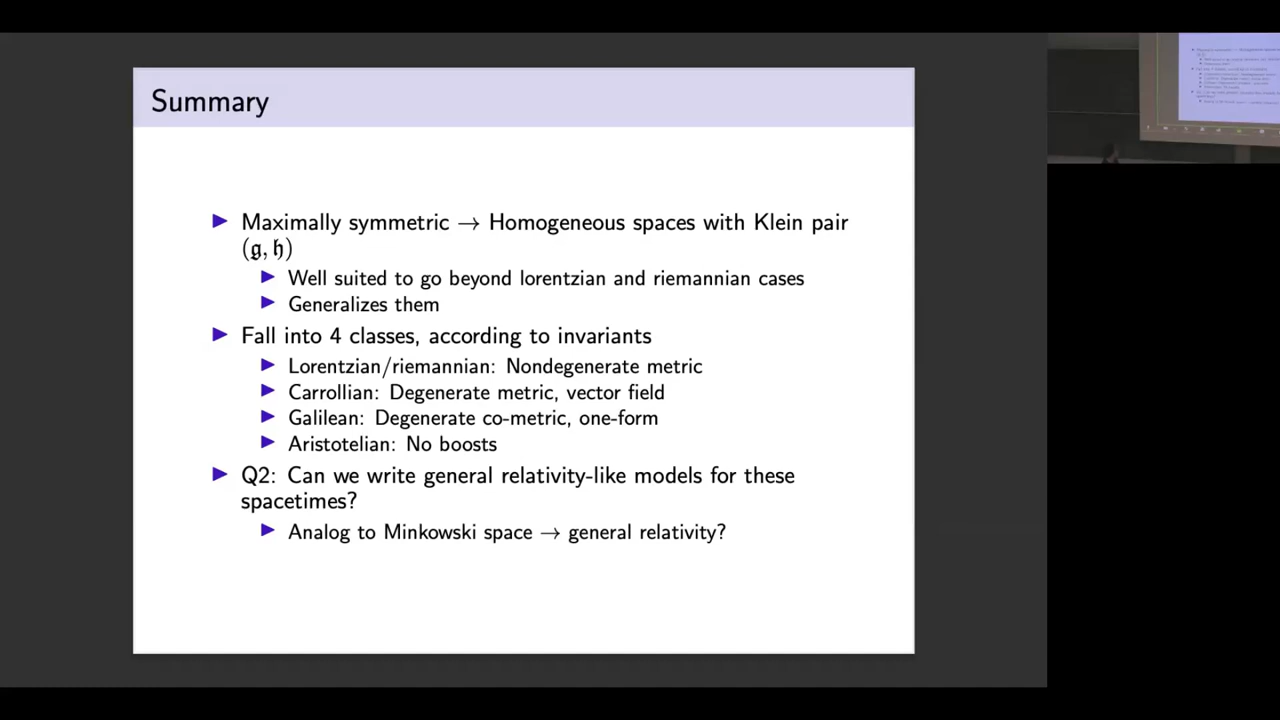 Summary
▶ Maximally symmetric → Homogeneous spaces with Klein pair
(𝔤, 𝔥)
▶ Well suited to go beyond lorentzian and riemannian cases
▶ Generalizes them
▶ Fall into 4 classes, according to invariants
▶ Lorentzian/riemannian: Nondegenerate metric
▶ Carrollian: Degenerate metric, vector field
▶ Galilean: Degenerate co-metric, one-form
▶ Aristotelian: No boosts
▶ Q2: Can we write general relativity-like models for these
spacetimes?
▶ Analog to Minkowski space → general relativity?